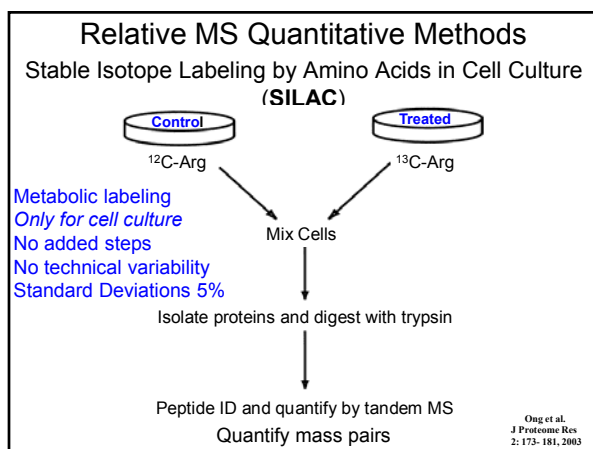 Relative MS Quantitative Methods
Stable Isotope Labeling by Amino Acids in Cell Culture
(SILAC)
Control
Treated
¹²C-Arg
¹³C-Arg
Metabolic labeling
Only for cell culture
No added steps
No technical variability
Standard Deviations 5%
Mix Cells
Isolate proteins and digest with trypsin
Peptide ID and quantify by tandem MS
Quantify mass pairs
Ong et al.
J Proteome Res
2: 173- 181, 2003